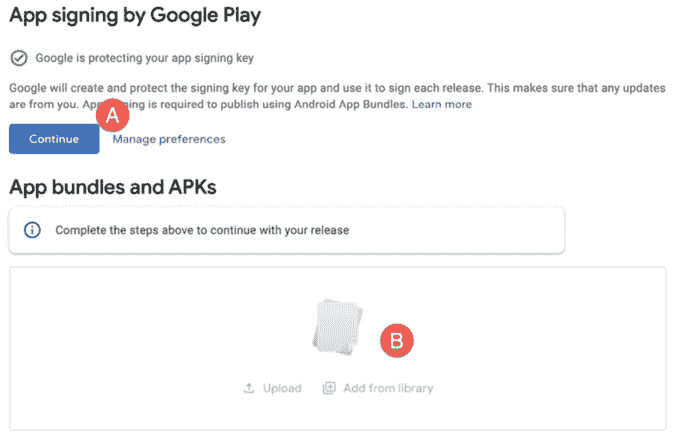 App signing by Google Play
Google is protecting your app signing key
Google will create and protect the signing key for your app and use it to sign each release. This makes sure that any updates
are from you. App signing is required to publish using Android App Bundles. Learn more
A
Continue Manage preferences
App bundles and APKs
Complete the steps above to continue with your release
B
Upload Add from library